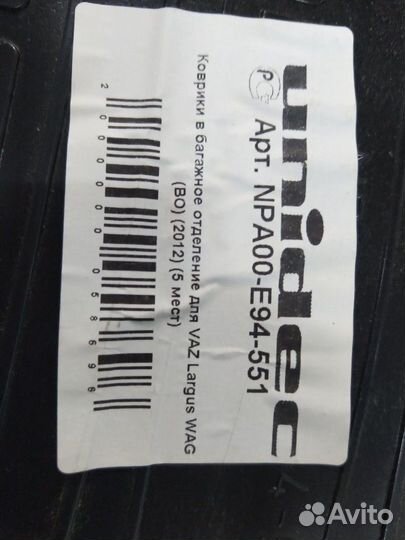 unidec
РСТ Арт. NPA00-E94-551
Коврики в багажное отделение для VAZ Largus WAG
(ВО) (2012) (5 мест)
2 000000 058696
Avito